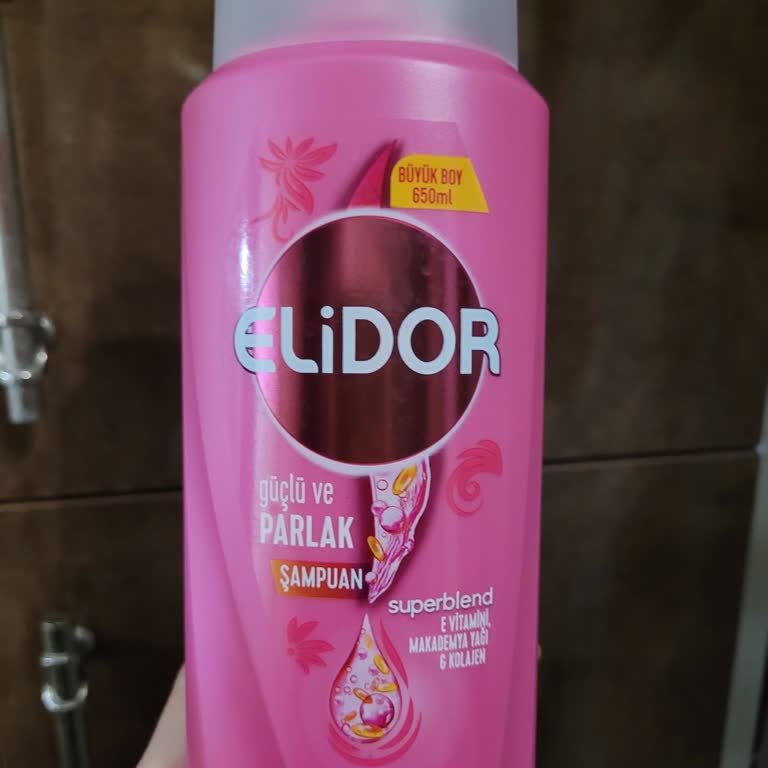 BÜYÜK BOY
650ml
ELiDOR
güçlü ve
PARLAK
ŞAMPUAN
superblend
E VİTAMİNİ,
MAKADEMYA YAĞI
& KOLAJEN